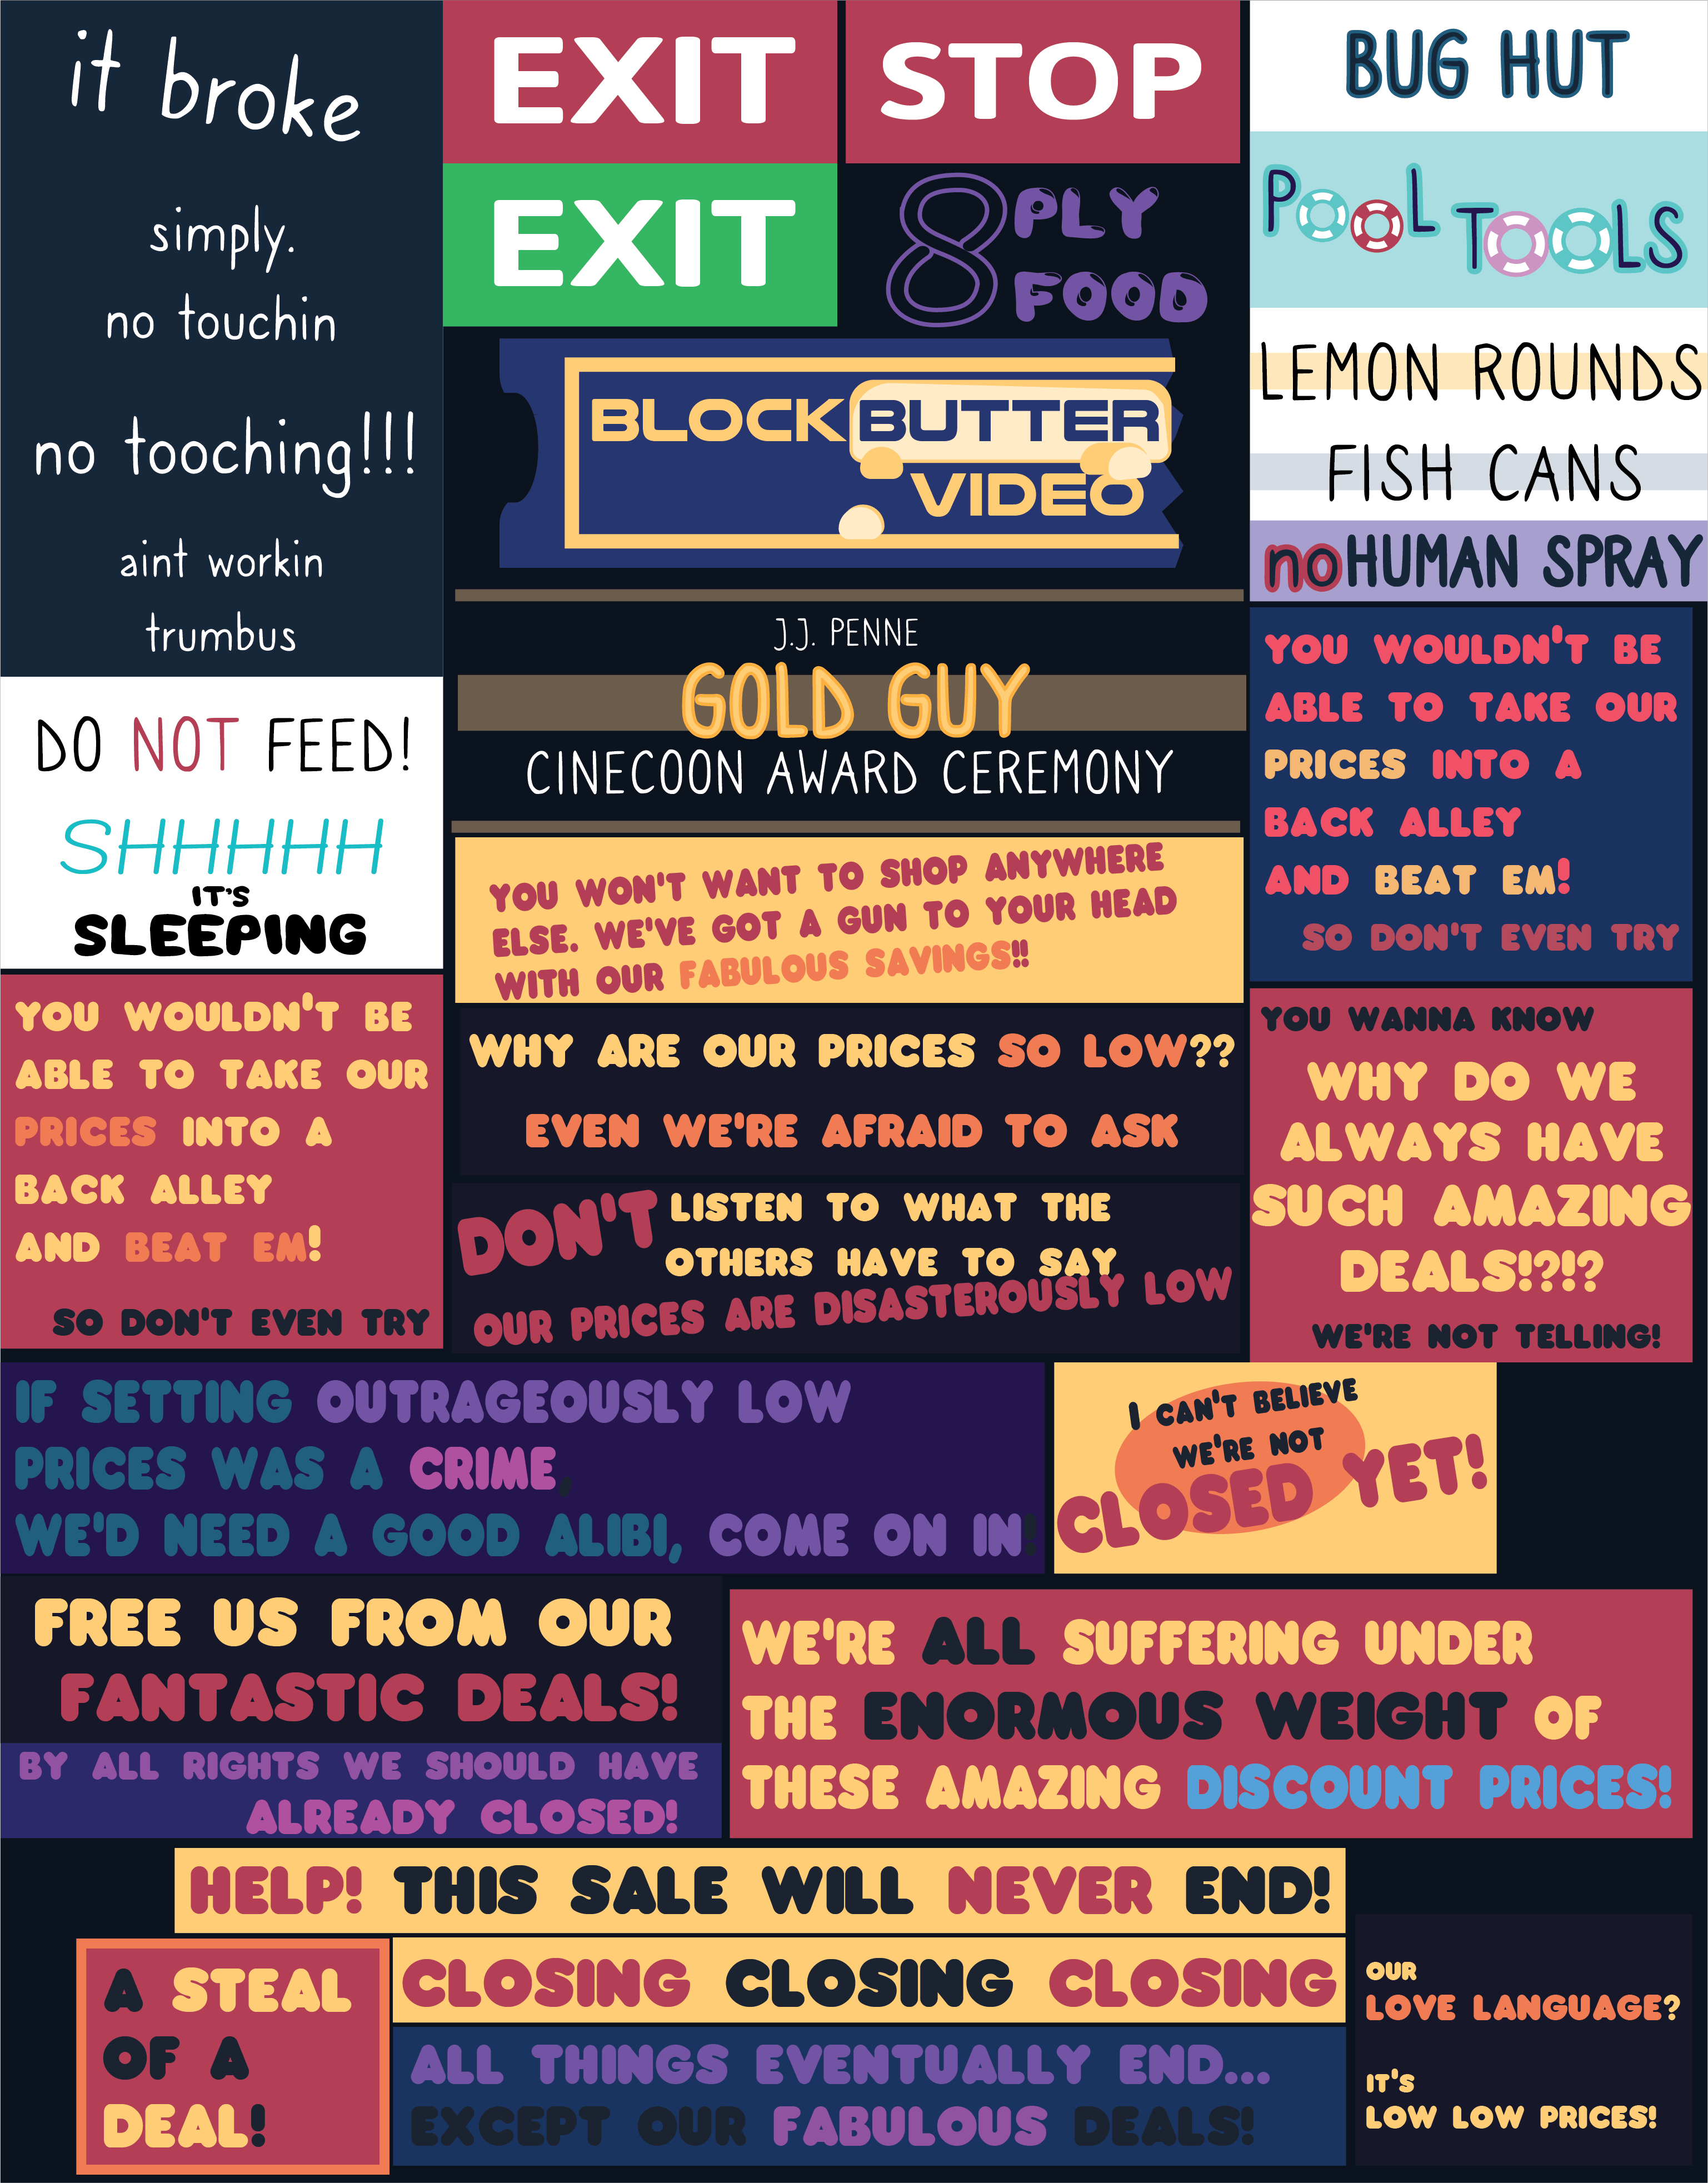 it broke
simply.
no touchin
no tooching!!!
aint workin
trumbus
EXIT
STOP
EXIT
8 PLY
FOOD
BLOCKBUTTER
VIDEO
BUG HUT
POOL TOOLS
LEMON ROUNDS
FISH CANS
noHUMAN SPRAY
J.J. PENNE
GOLD GUY
CINECOON AWARD CEREMONY
DO NOT FEED!
SHHHHH
IT'S
SLEEPING
YOU WOULDN'T BE
ABLE TO TAKE OUR
PRICES INTO A
BACK ALLEY
AND BEAT EM!
SO DON'T EVEN TRY
YOU WON'T WANT TO SHOP ANYWHERE
ELSE. WE'VE GOT A GUN TO YOUR HEAD
WITH OUR FABULOUS SAVINGS!!
YOU WOULDN'T BE
ABLE TO TAKE OUR
PRICES INTO A
BACK ALLEY
AND BEAT EM!
SO DON'T EVEN TRY
WHY ARE OUR PRICES SO LOW??
EVEN WE'RE AFRAID TO ASK
DON'T LISTEN TO WHAT THE
OTHERS HAVE TO SAY
OUR PRICES ARE DISASTEROUSLY LOW
YOU WANNA KNOW
WHY DO WE
ALWAYS HAVE
SUCH AMAZING
DEALS!?!?
WE'RE NOT TELLING!
IF SETTING OUTRAGEOUSLY LOW
PRICES WAS A CRIME,
WE'D NEED A GOOD ALIBI, COME ON IN!
I CAN'T BELIEVE
WE'RE NOT
CLOSED YET!
FREE US FROM OUR
FANTASTIC DEALS!
BY ALL RIGHTS WE SHOULD HAVE
ALREADY CLOSED!
WE'RE ALL SUFFERING UNDER
THE ENORMOUS WEIGHT OF
THESE AMAZING DISCOUNT PRICES!
HELP! THIS SALE WILL NEVER END!
A STEAL
OF A
DEAL!
CLOSING CLOSING CLOSING
ALL THINGS EVENTUALLY END...
EXCEPT OUR FABULOUS DEALS!
OUR
LOVE LANGUAGE?
IT'S
LOW LOW PRICES!